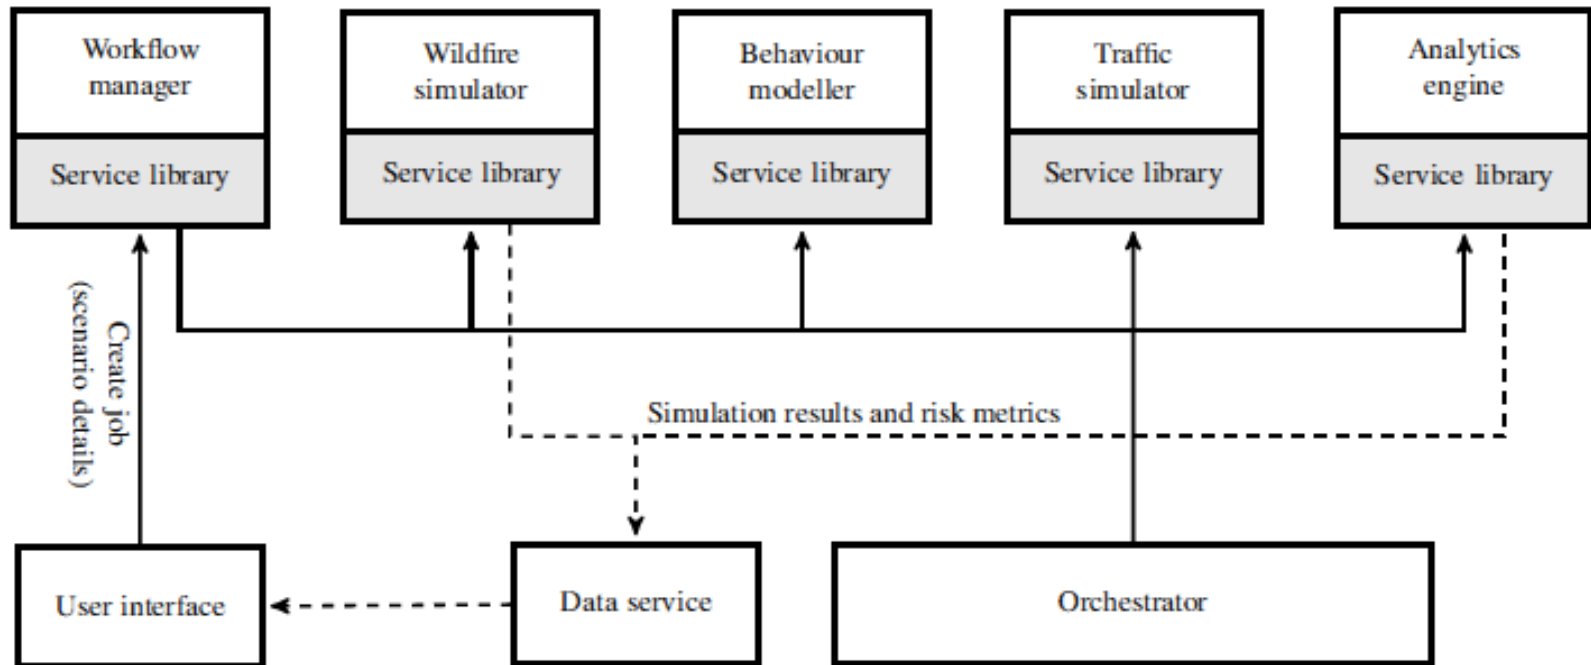 Workflow
manager
Service library
Wildfire
simulator
Service library
Behaviour
modeller
Service library
Traffic
simulator
Service library
Analytics
engine
Service library
Create job
(scenario details)
Simulation results and risk metrics
User interface
Data service
Orchestrator